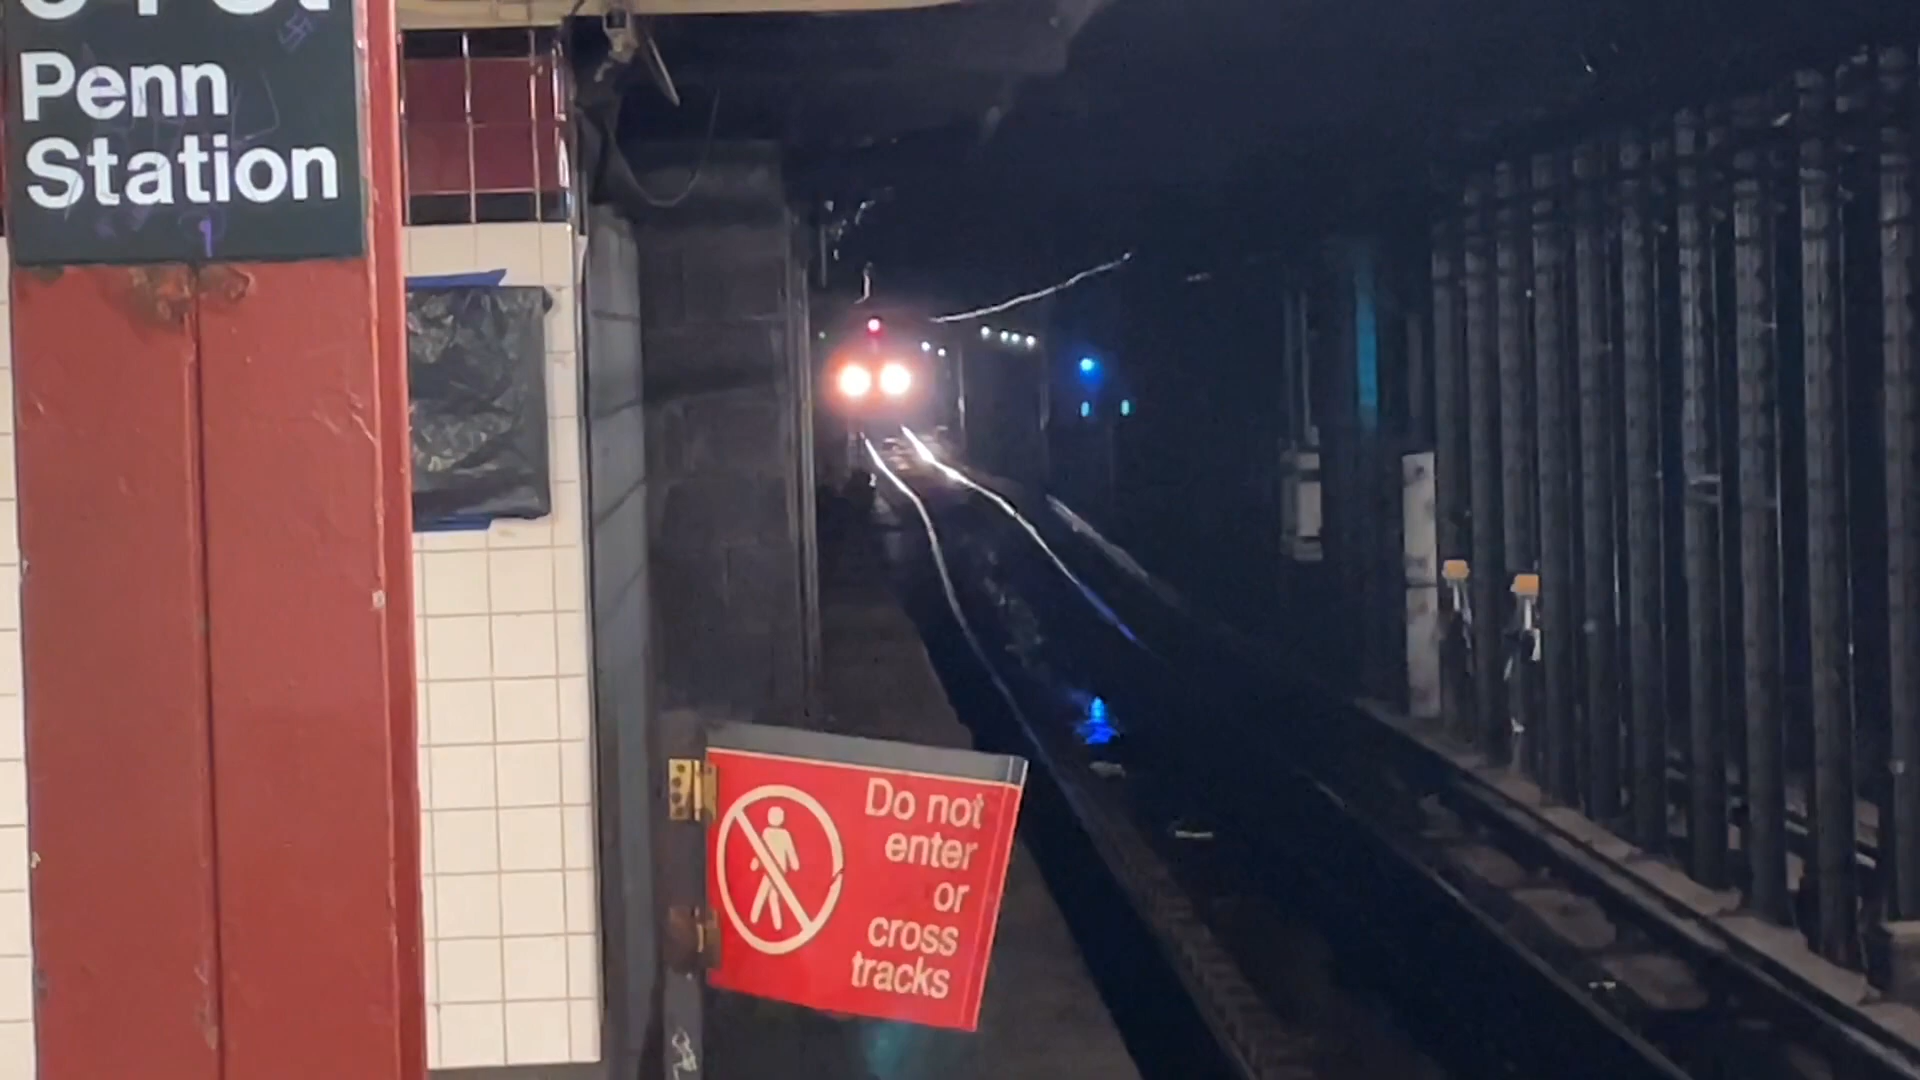 Penn
Station
Do not
enter
or
cross
tracks